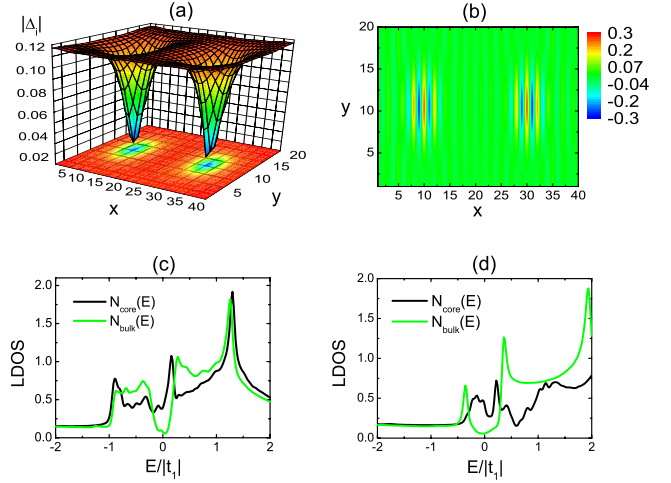 (a)
|Δi|
0.12
0.10
0.08
0.06
0.04
0.02
5 10 15 20 25 30 35 40
x
5 10 15 20
y
(b)
20
15
10
5
y
5 10 15 20 25 30 35 40
x
0.3
0.2
0.07
-0.04
-0.2
-0.3
(c)
LDOS
2.0
1.5
1.0
0.5
0.0
Ncore(E)
Nbulk(E)
-2 -1 0 1 2
E/|t1|
(d)
LDOS
2.0
1.5
1.0
0.5
0.0
Ncore(E)
Nbulk(E)
-2 -1 0 1 2
E/|t1|